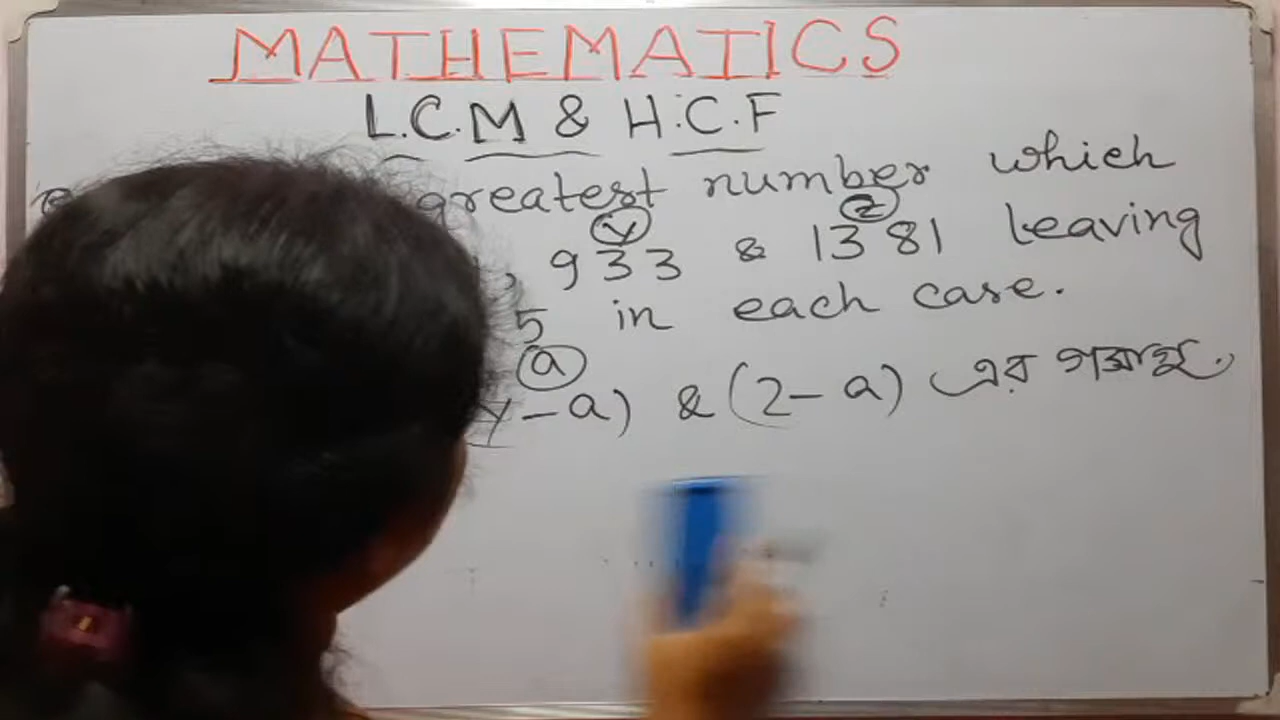 MATHEMATICS
L.C.M & H.C.F
greatest number which
y z
, 933 & 1381 leaving
5 in each case.
a
y-a) & (z-a) এর গসাগু.